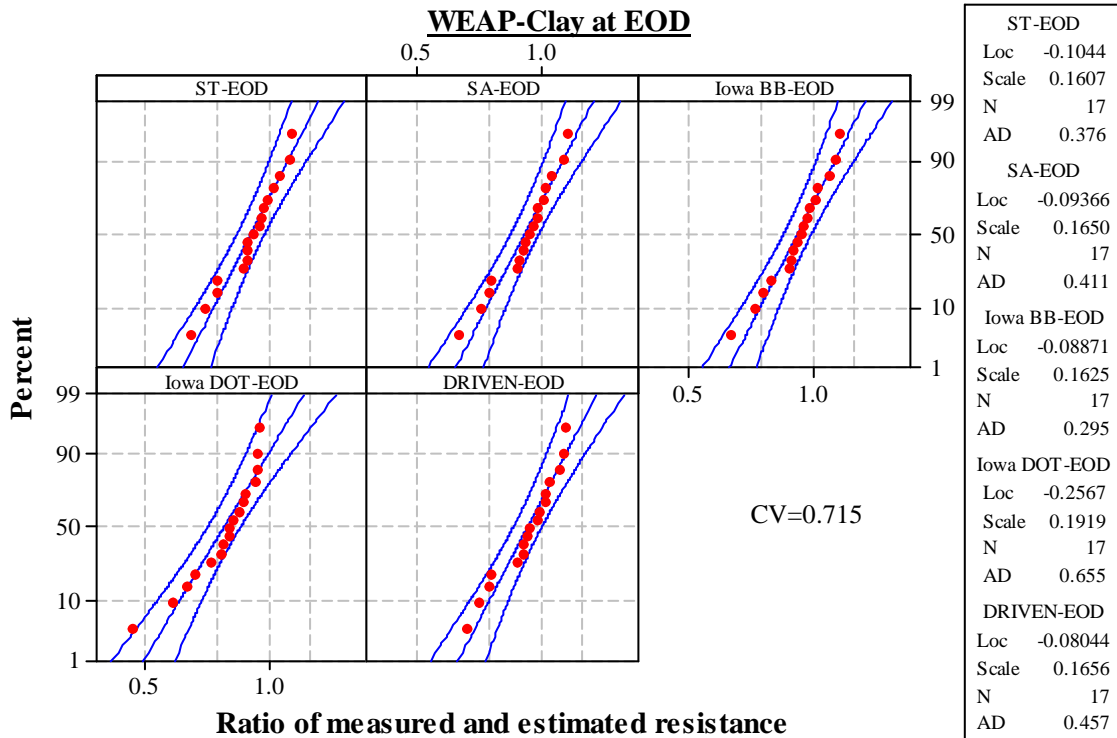 WEAP-Clay at EOD
0.5 1.0
ST-EOD SA-EOD Iowa BB-EOD
99
90
50
10
1
Iowa DOT-EOD DRIVEN-EOD
0.5 1.0
99
90
50
10
1
0.5 1.0
CV=0.715
Percent
Ratio of measured and estimated resistance
ST-EOD
Loc -0.1044
Scale 0.1607
N 17
AD 0.376
SA-EOD
Loc -0.09366
Scale 0.1650
N 17
AD 0.411
Iowa BB-EOD
Loc -0.08871
Scale 0.1625
N 17
AD 0.295
Iowa DOT-EOD
Loc -0.2567
Scale 0.1919
N 17
AD 0.655
DRIVEN-EOD
Loc -0.08044
Scale 0.1656
N 17
AD 0.457